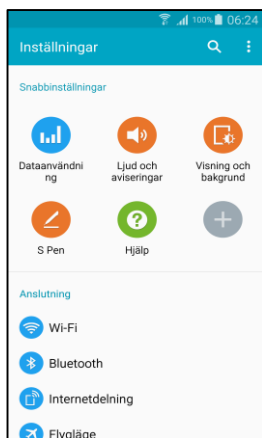 100% 06:24
Inställningar
Snabbinställningar
Dataanvändni
ng
Ljud och
aviseringar
Visning och
bakgrund
S Pen
Hjälp
Anslutning
Wi-Fi
Bluetooth
Internetdelning
Flygläge